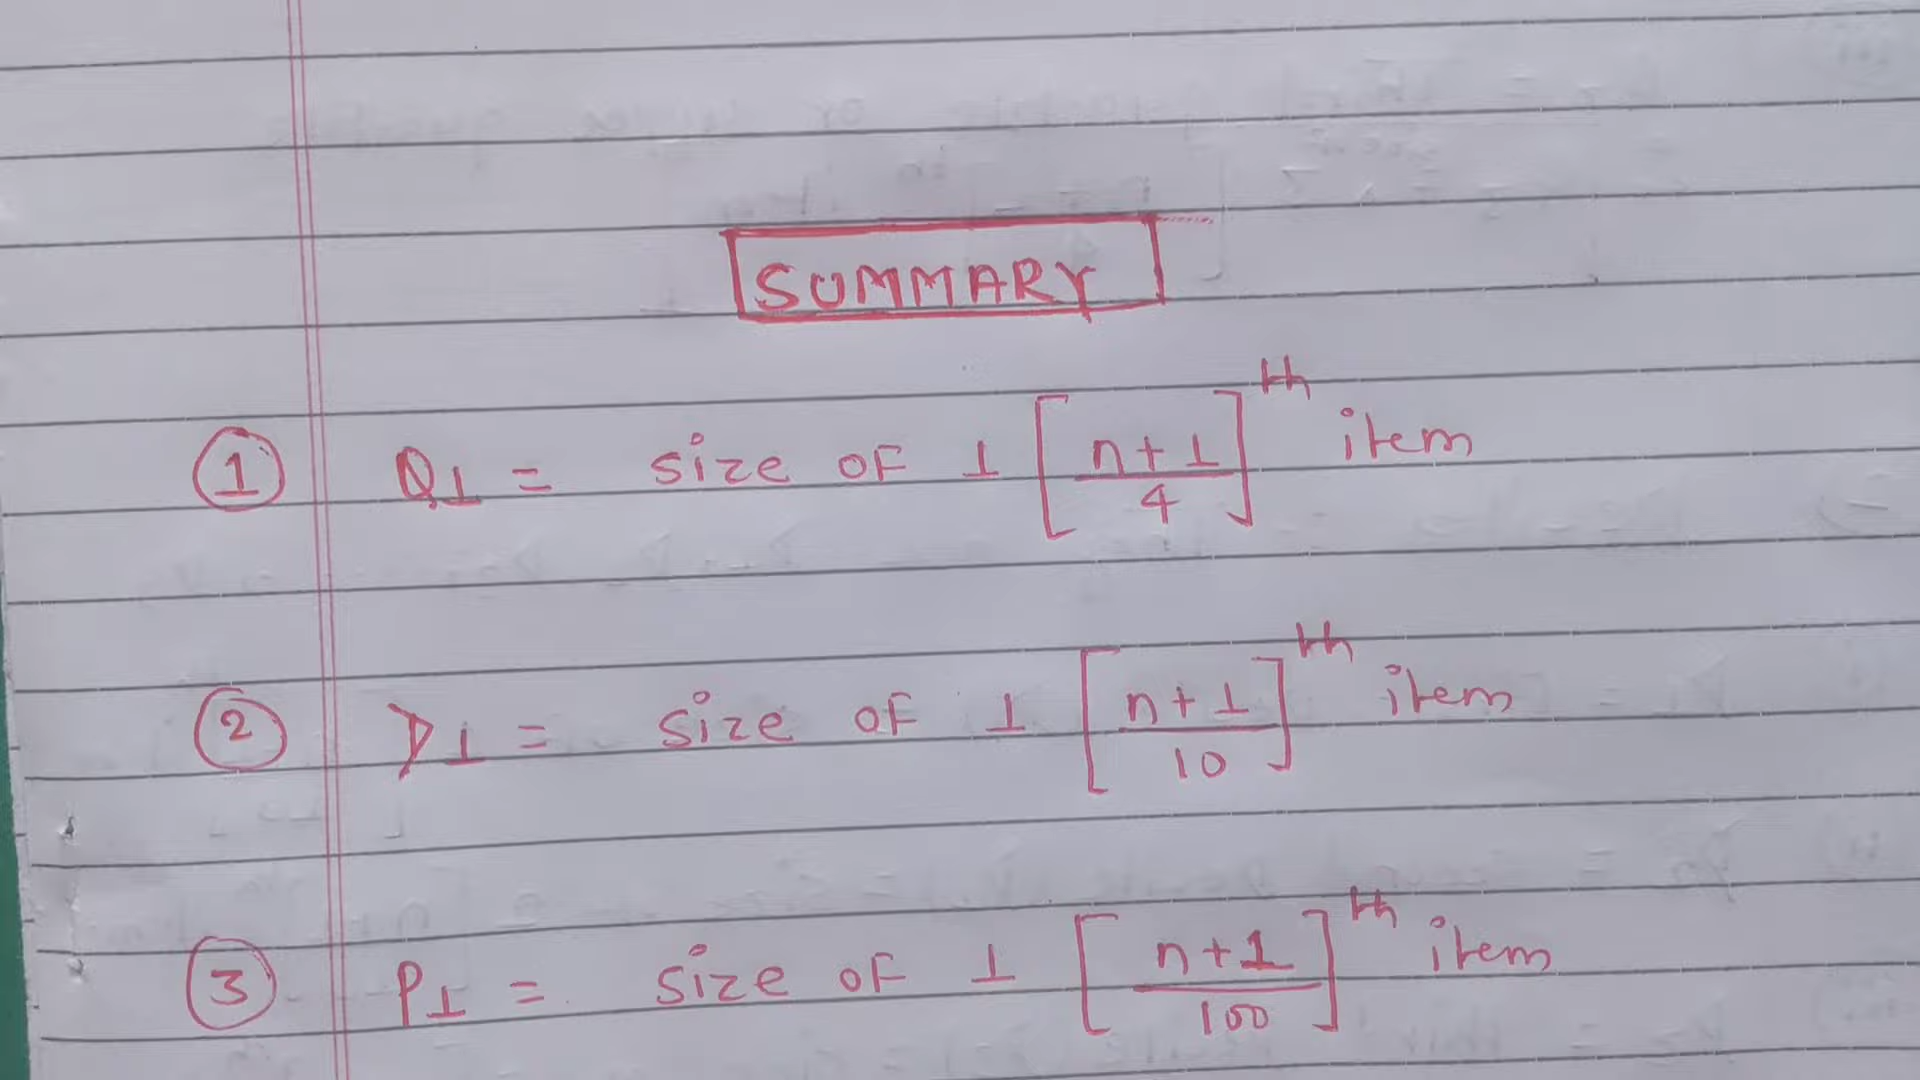 SUMMARY
① Q1 = size of 1 [n+1/4]th item
② D1 = size of 1 [n+1/10]th item
③ P1 = size of 1 [n+1/100]th item